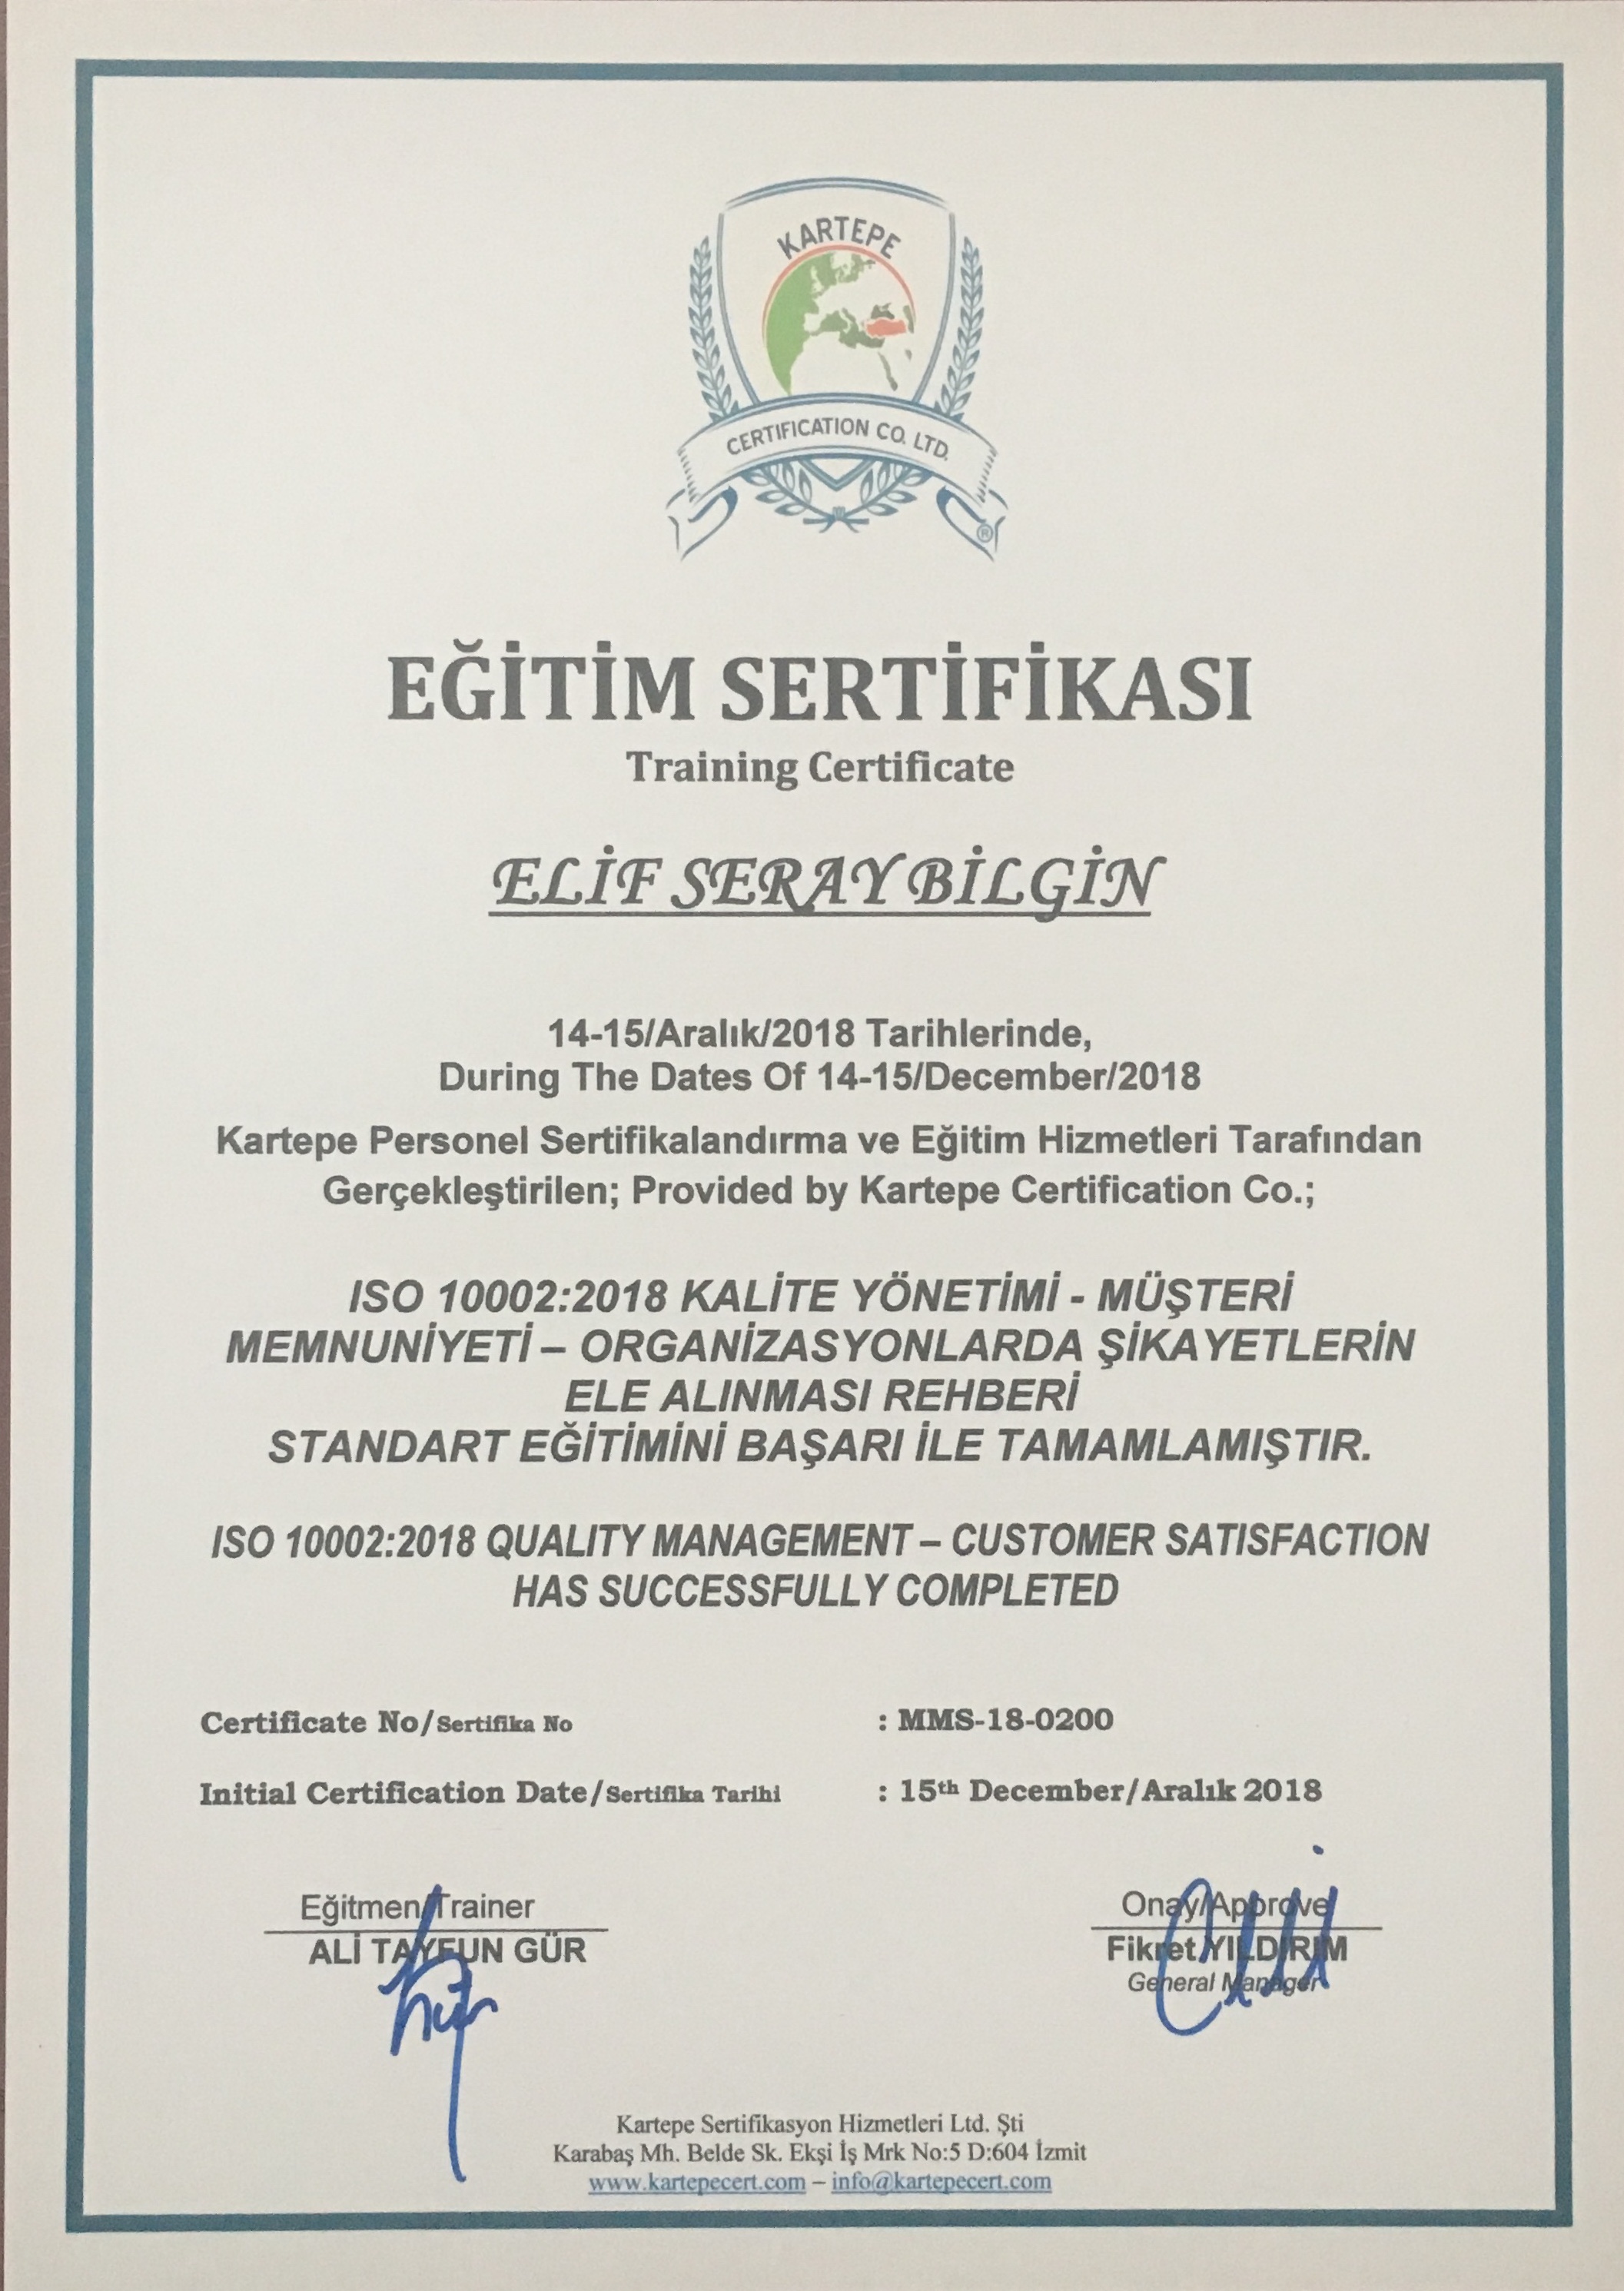 KARTEPE
CERTIFICATION CO. LTD.
®
EĞİTİM SERTİFİKASI
Training Certificate
ELİF SERAY BİLGİN
14-15/Aralık/2018 Tarihlerinde,
During The Dates Of 14-15/December/2018
Kartepe Personel Sertifikalandırma ve Eğitim Hizmetleri Tarafından
Gerçekleştirilen; Provided by Kartepe Certification Co.;
ISO 10002:2018 KALİTE YÖNETİMİ - MÜŞTERİ
MEMNUNİYETİ – ORGANİZASYONLARDA ŞİKAYETLERİN
ELE ALINMASI REHBERİ
STANDART EĞİTİMİNİ BAŞARI İLE TAMAMLAMIŞTIR.
ISO 10002:2018 QUALITY MANAGEMENT – CUSTOMER SATISFACTION
HAS SUCCESSFULLY COMPLETED
Certificate No/Sertifika No : MMS-18-0200
Initial Certification Date/Sertifika Tarihi : 15th December/Aralık 2018
Eğitmen/Trainer
ALİ TAYFUN GÜR
Onay/Approve
Fikret YILDIRIM
General Manager
Kartepe Sertifikasyon Hizmetleri Ltd. Şti
Karabaş Mh. Belde Sk. Ekşi İş Mrk No:5 D:604 İzmit
www.kartepecert.com – info@kartepecert.com